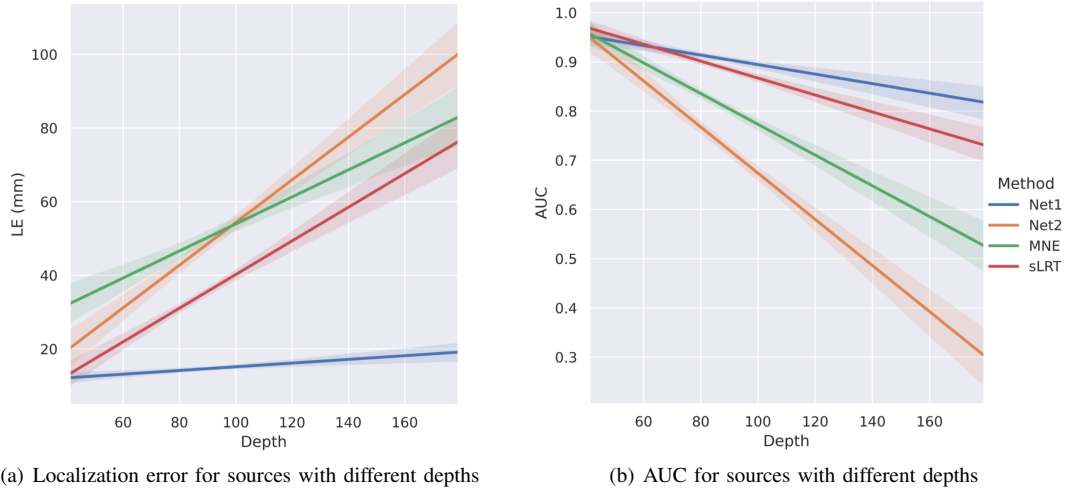 100
80
60
40
20
LE (mm)
60 80 100 120 140 160
Depth
1.0
0.9
0.8
0.7
0.6
0.5
0.4
0.3
AUC
60 80 100 120 140 160
Depth
Method
Net1
Net2
MNE
sLRT
(a) Localization error for sources with different depths
(b) AUC for sources with different depths